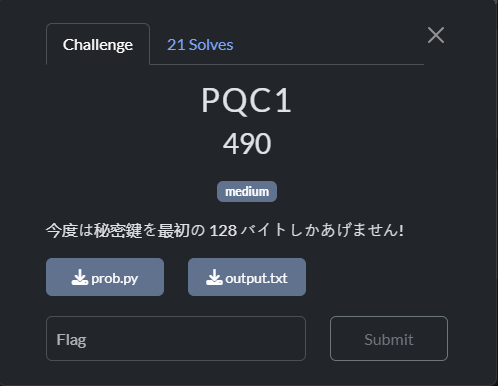 Challenge
21 Solves
PQC1
490
medium
今度は秘密鍵を最初の 128 バイトしかあげません!
prob.py
output.txt
Flag
Submit